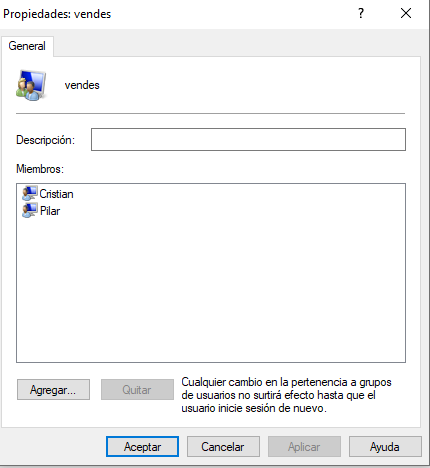 Propiedades: vendes
General
vendes
Descripción:
Miembros:
Cristian
Pilar
Agregar...
Quitar
Cualquier cambio en la pertenencia a grupos
de usuarios no surtirá efecto hasta que el
usuario inicie sesión de nuevo.
Aceptar
Cancelar
Aplicar
Ayuda